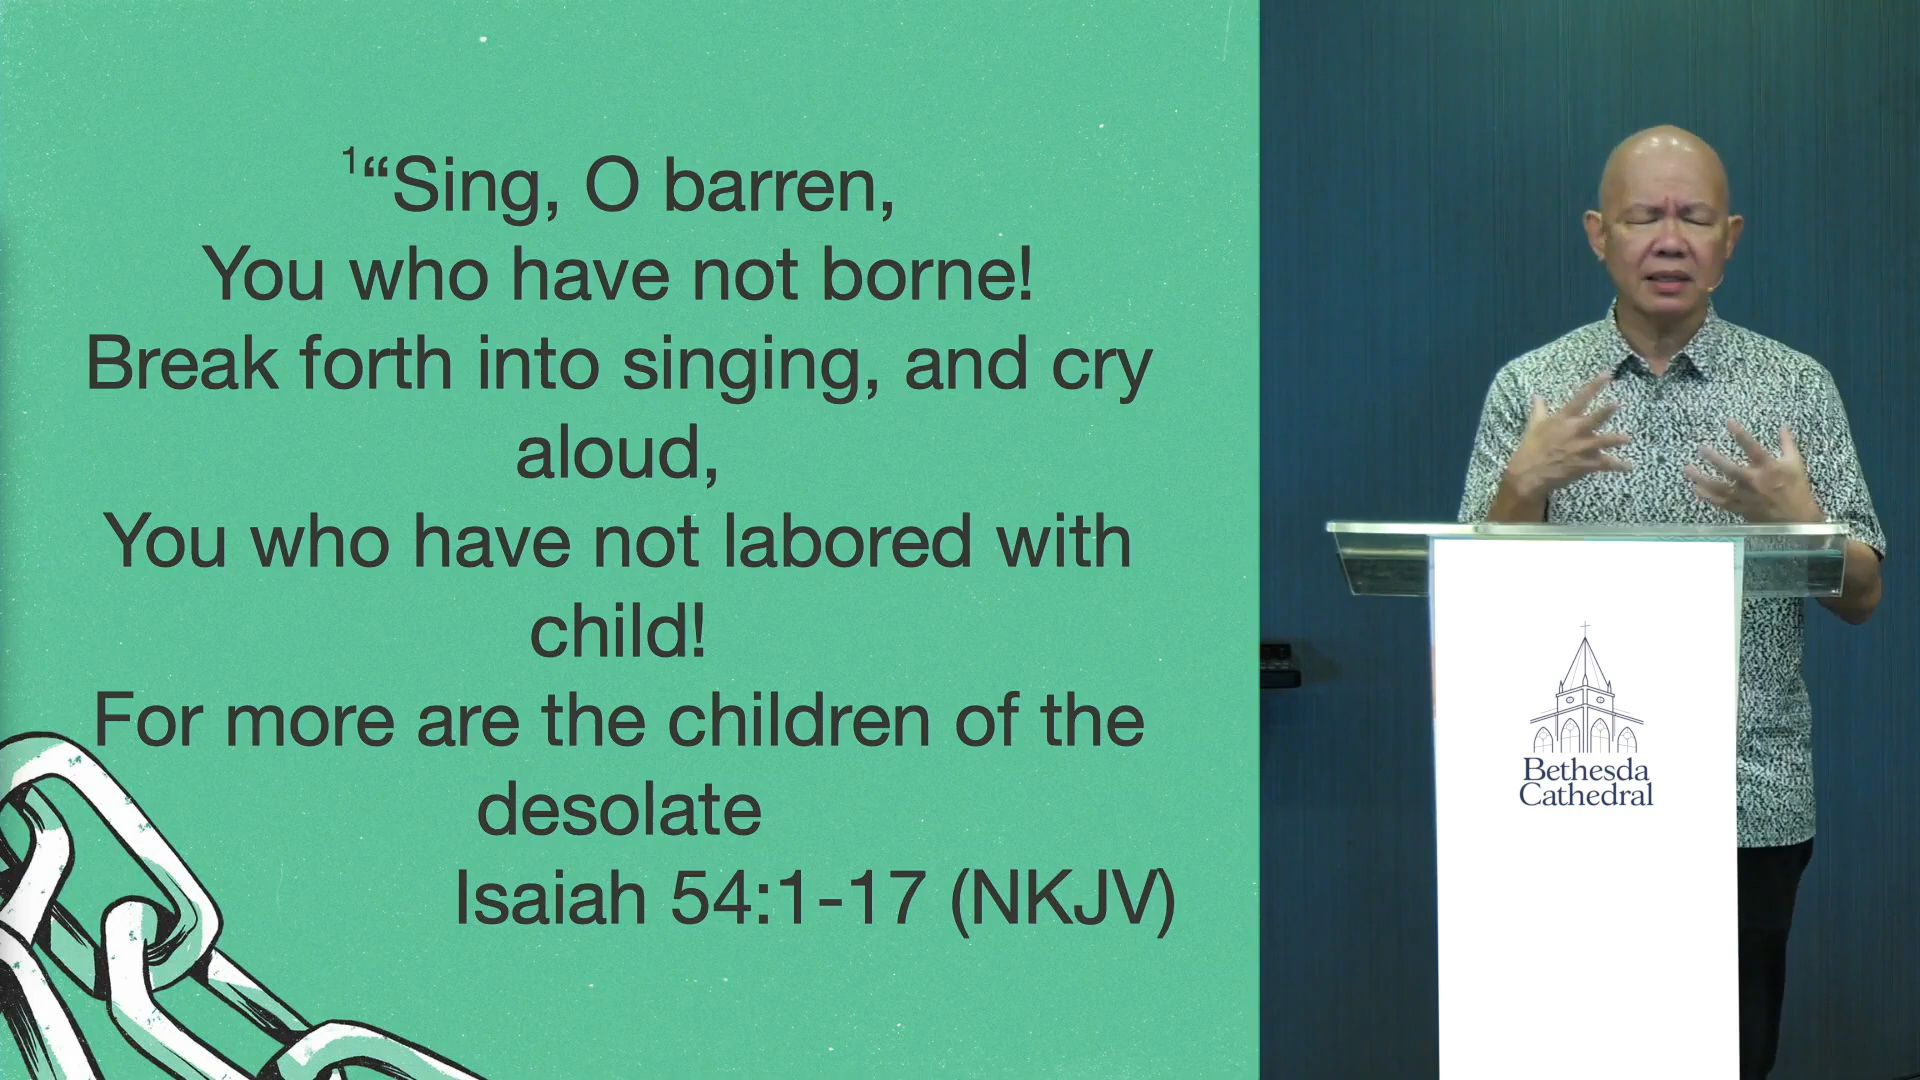 1“Sing, O barren,
You who have not borne!
Break forth into singing, and cry
aloud,
You who have not labored with
child!
For more are the children of the
desolate
Isaiah 54:1-17 (NKJV)
Bethesda
Cathedral